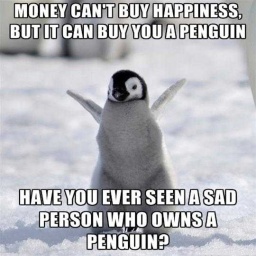 MONEY CAN'T BUY HAPPINESS,
BUT IT CAN BUY YOU A PENGUIN
HAVE YOU EVER SEEN A SAD
PERSON WHO OWNS A
PENGUIN?